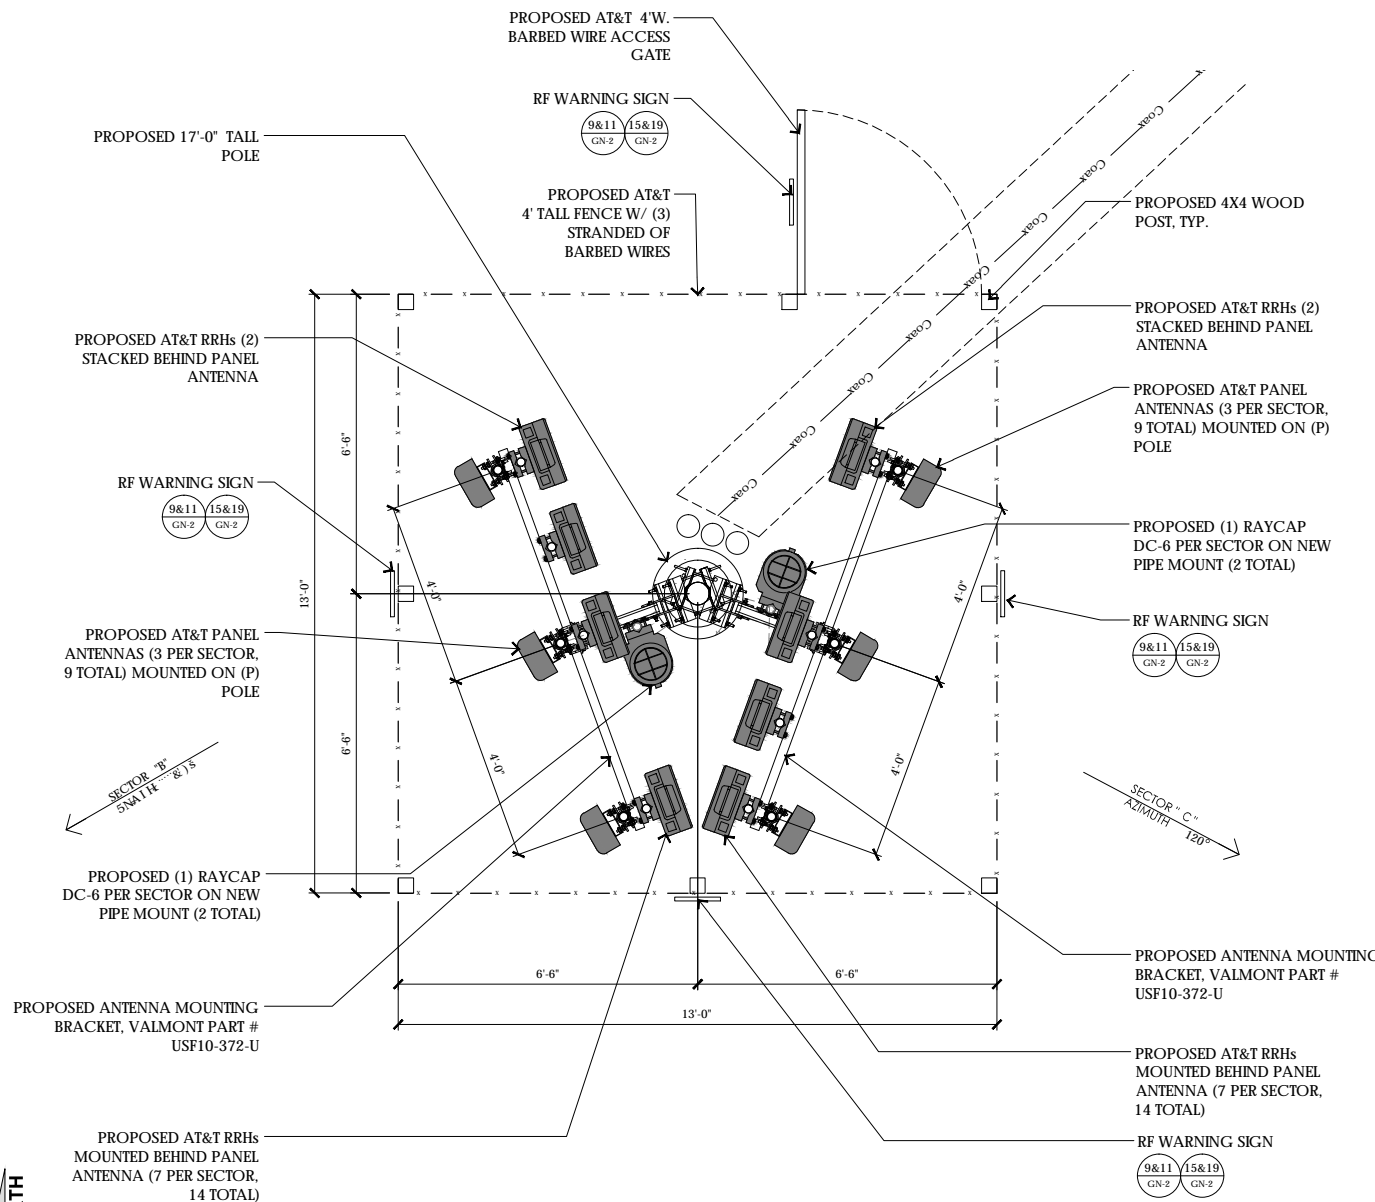 PROPOSED AT&T 4'W.
BARBED WIRE ACCESS
GATE
RF WARNING SIGN
9&11 15&19
GN-2 GN-2
PROPOSED 17'-0" TALL
POLE
PROPOSED AT&T
4' TALL FENCE W/ (3)
STRANDED OF
BARBED WIRES
PROPOSED 4X4 WOOD
POST, TYP.
Coax
Coax
Coax
Coax
Coax
Coax
Coax
Coax
PROPOSED AT&T RRHs (2)
STACKED BEHIND PANEL
ANTENNA
PROPOSED AT&T RRHs (2)
STACKED BEHIND PANEL
ANTENNA
PROPOSED AT&T PANEL
ANTENNAS (3 PER SECTOR,
9 TOTAL) MOUNTED ON (P)
POLE
6'-6"
RF WARNING SIGN
9&11 15&19
GN-2 GN-2
PROPOSED (1) RAYCAP
DC-6 PER SECTOR ON NEW
PIPE MOUNT (2 TOTAL)
13'-0"
4'-0"
4'-0"
RF WARNING SIGN
9&11 15&19
GN-2 GN-2
PROPOSED AT&T PANEL
ANTENNAS (3 PER SECTOR,
9 TOTAL) MOUNTED ON (P)
POLE
6'-6"
4'-0"
4'-0"
SECTOR "B"
SECTOR " C "
AZIMUTH 120°
PROPOSED (1) RAYCAP
DC-6 PER SECTOR ON NEW
PIPE MOUNT (2 TOTAL)
6'-6"
6'-6"
13'-0"
PROPOSED ANTENNA MOUNTING
BRACKET, VALMONT PART #
USF10-372-U
PROPOSED ANTENNA MOUNTING
BRACKET, VALMONT PART #
USF10-372-U
PROPOSED AT&T RRHs
MOUNTED BEHIND PANEL
ANTENNA (7 PER SECTOR,
14 TOTAL)
PROPOSED AT&T RRHs
MOUNTED BEHIND PANEL
ANTENNA (7 PER SECTOR,
14 TOTAL)
RF WARNING SIGN
9&11 15&19
GN-2 GN-2
TH